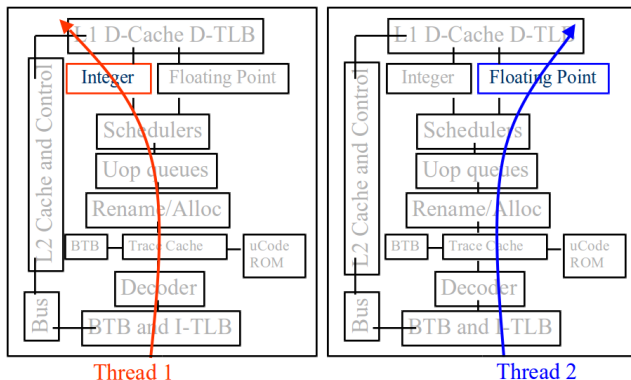 L1 D-Cache D-TLB
Integer
Floating Point
L2 Cache and Control
Schedulers
Uop queues
Rename/Alloc
BTB
Trace Cache
uCode
ROM
Decoder
Bus
BTB and I-TLB
Thread 1
L1 D-Cache D-TLB
Integer
Floating Point
L2 Cache and Control
Schedulers
Uop queues
Rename/Alloc
BTB
Trace Cache
uCode
ROM
Decoder
Bus
BTB and I-TLB
Thread 2